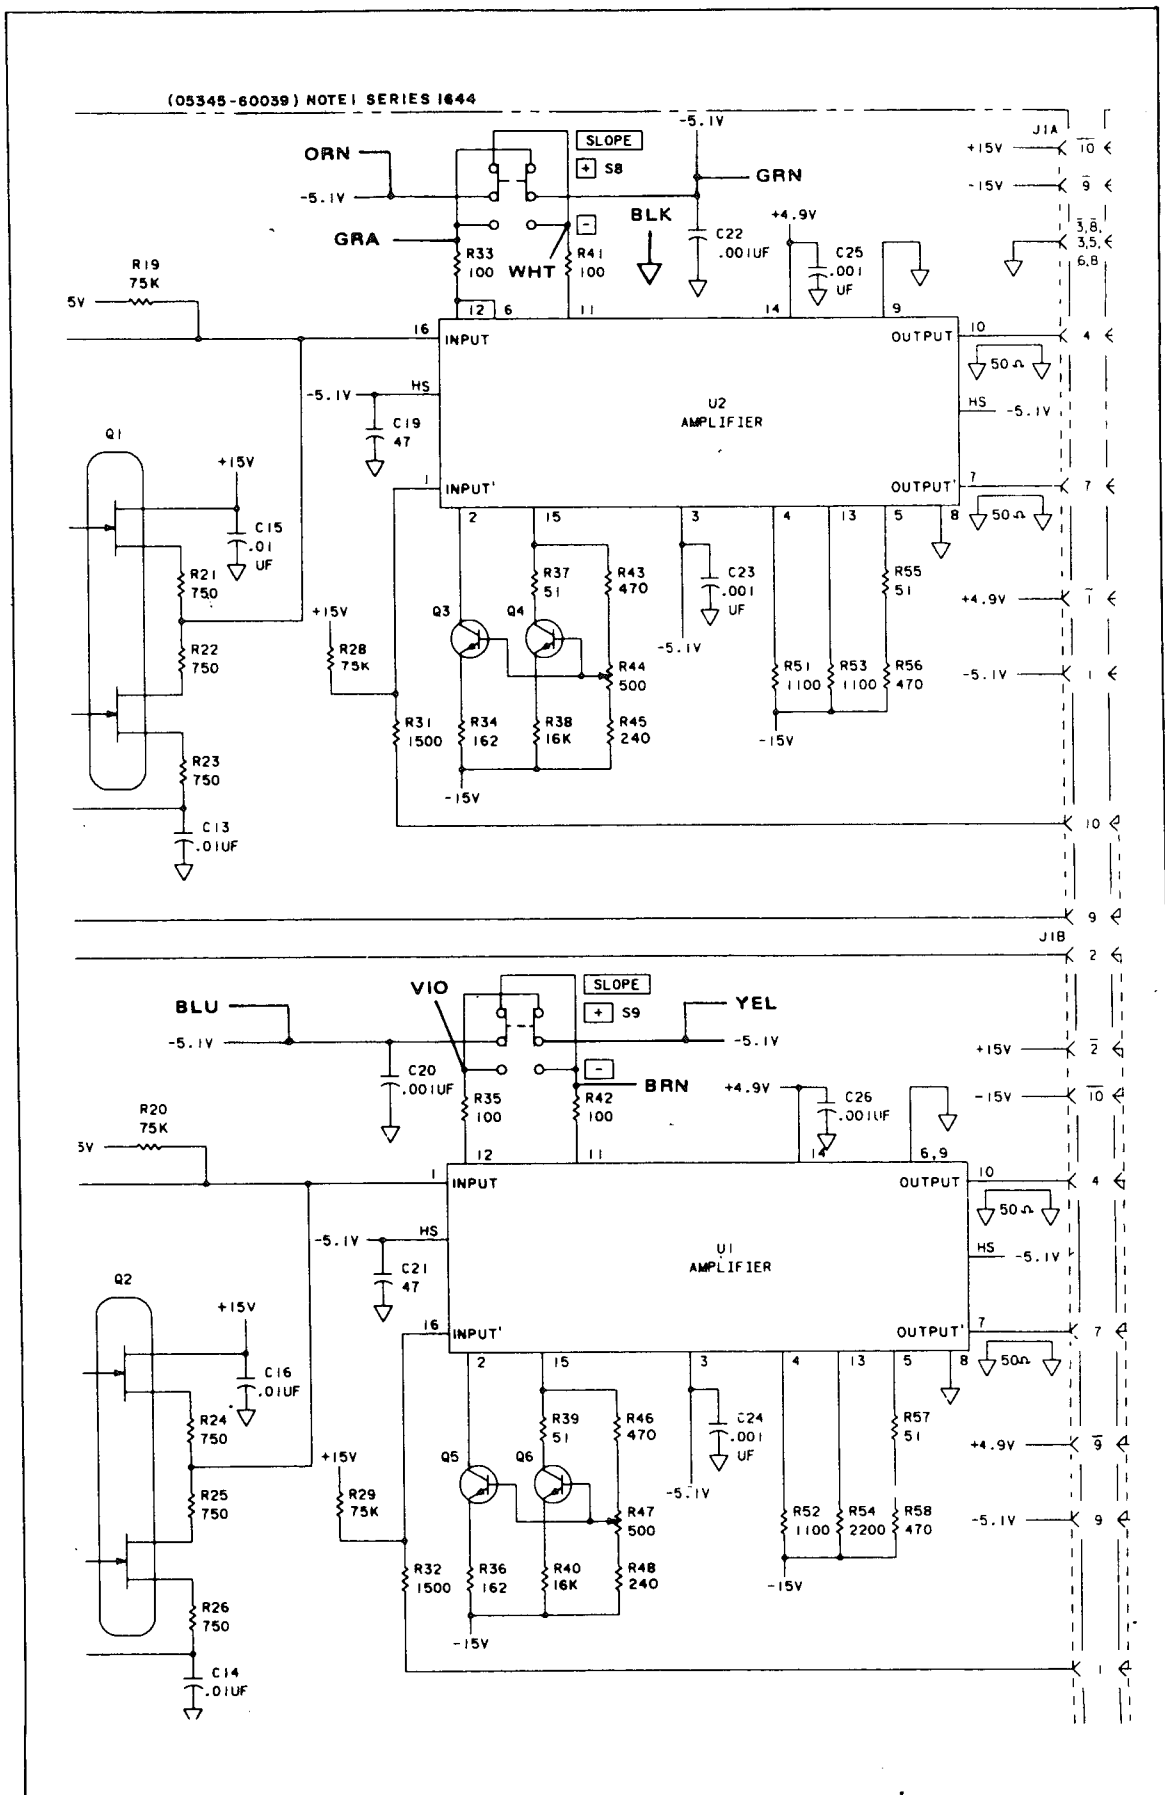 (05345-60039) NOTE1 SERIES 1644
-5.1V
J1A
SLOPE
ORN
+15V
10
+ S8
GRN
-15V
9
-5.1V
BLK
+4.9V
-
3,8,
3,5,
6,8
GRA
C22
.001UF
R33
100
WHT
R41
100
C25
.001
UF
R19
75K
5V
12
6
11
14
9
16
INPUT
OUTPUT
10
4
50Ω
HS
-5.1V
U2
AMPLIFIER
HS
-5.1V
C19
47
Q1
+15V
1
INPUT'
OUTPUT'
7
7
2
15
3
4
13
5
8
50Ω
C15
.01
UF
R21
750
R37
51
R43
470
C23
.001
UF
R55
51
+15V
Q3
Q4
+4.9V
1
R22
750
R28
75K
-5.1V
R44
500
R51
1100
R53
1100
R56
470
-5.1V
1
R31
1500
R34
162
R38
16K
R45
240
-15V
R23
750
-15V
C13
.01UF
10
9
J1B
2
VIO
SLOPE
BLU
+ S9
YEL
-5.1V
-5.1V
+15V
2
C20
.001UF
-
BRN
+4.9V
C26
.001UF
-15V
10
R35
100
R42
100
R20
75K
5V
12
11
14
6,9
1
INPUT
OUTPUT
10
4
50Ω
-5.1V
HS
U1
AMPLIFIER
HS
-5.1V
C21
47
Q2
+15V
16
INPUT'
OUTPUT'
7
7
2
15
3
4
13
5
8
50Ω
C16
.01UF
R24
750
R39
51
R46
470
C24
.001
UF
R57
51
+15V
Q5
Q6
+4.9V
9
R25
750
R29
75K
-5.1V
R47
500
R52
1100
R54
2200
R58
470
-5.1V
9
R32
1500
R36
162
R40
16K
R48
240
-15V
R26
750
-15V
C14
.01UF
1